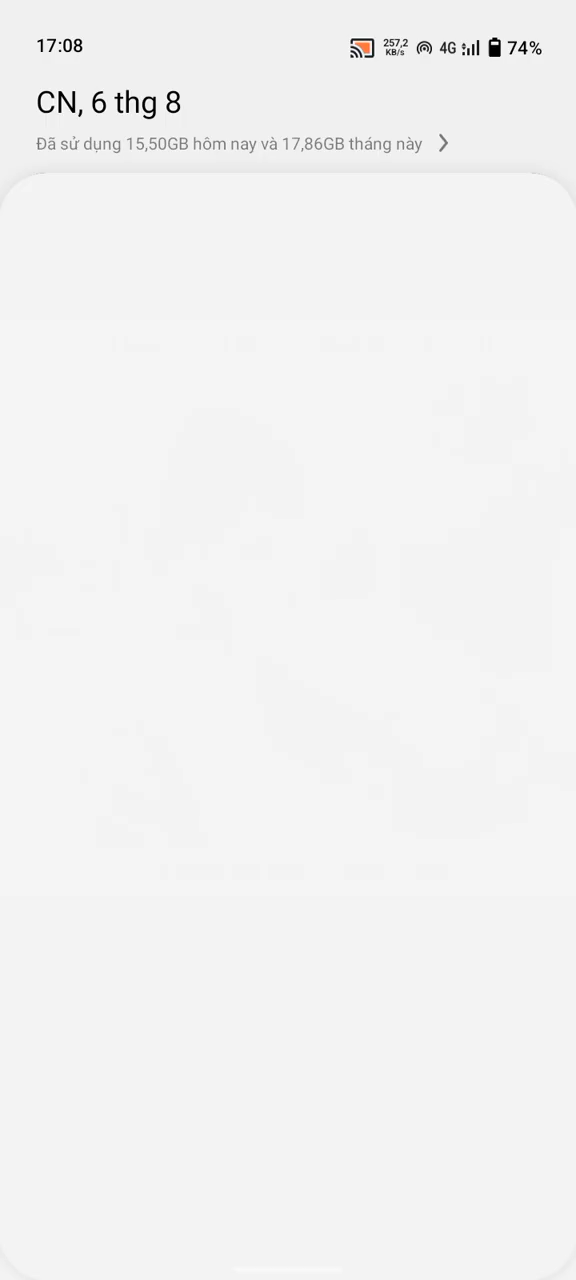 17:08
257,2
KB/s
4G
74%
CN, 6 thg 8
Đã sử dụng 15,50GB hôm nay và 17,86GB tháng này